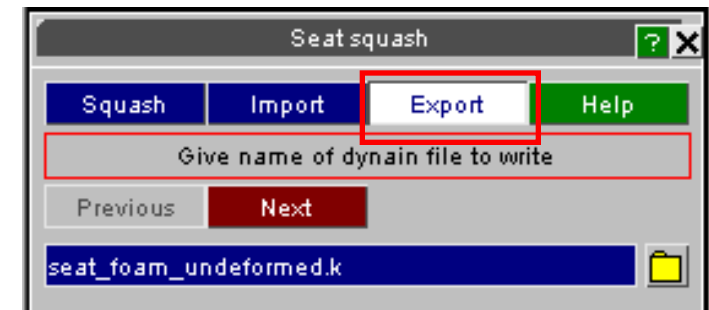 Seat squash ? X
Squash Import Export Help
Give name of dynain file to write
Previous Next
seat_foam_undeformed.k